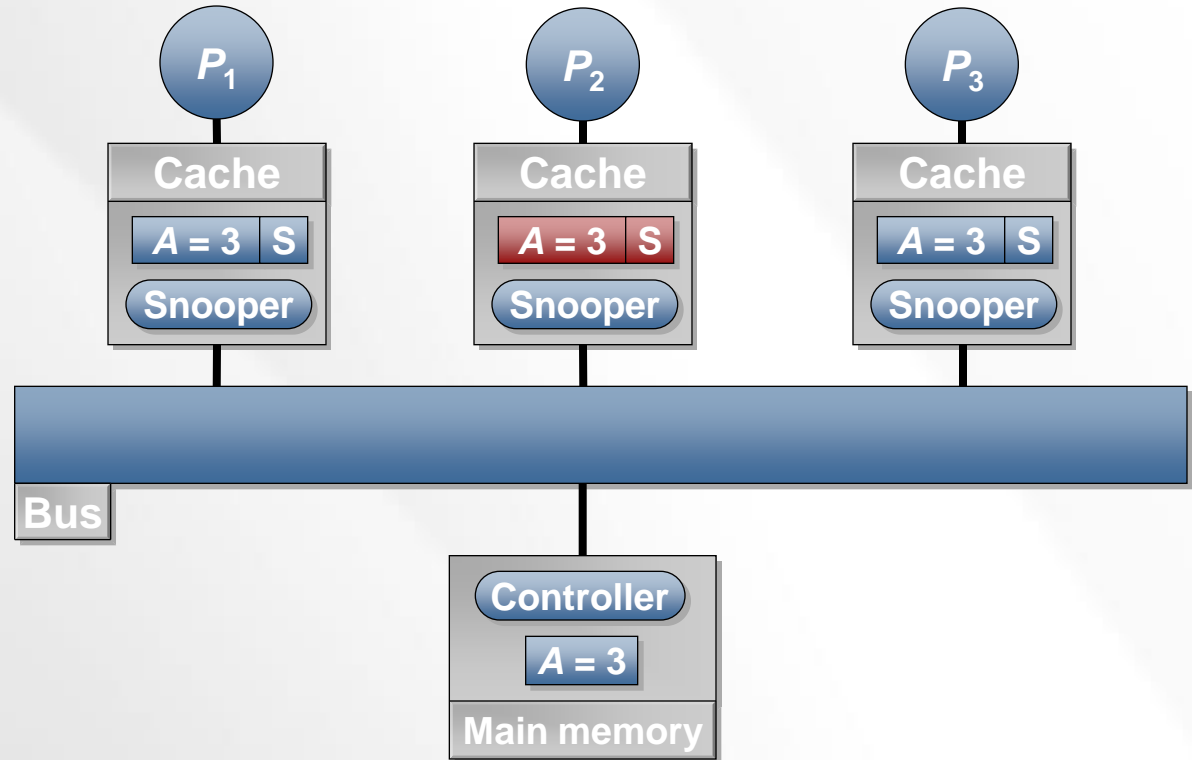 P1 P2 P3
Cache Cache Cache
A = 3 S A = 3 S A = 3 S
Snooper Snooper Snooper
Bus
Controller
A = 3
Main memory